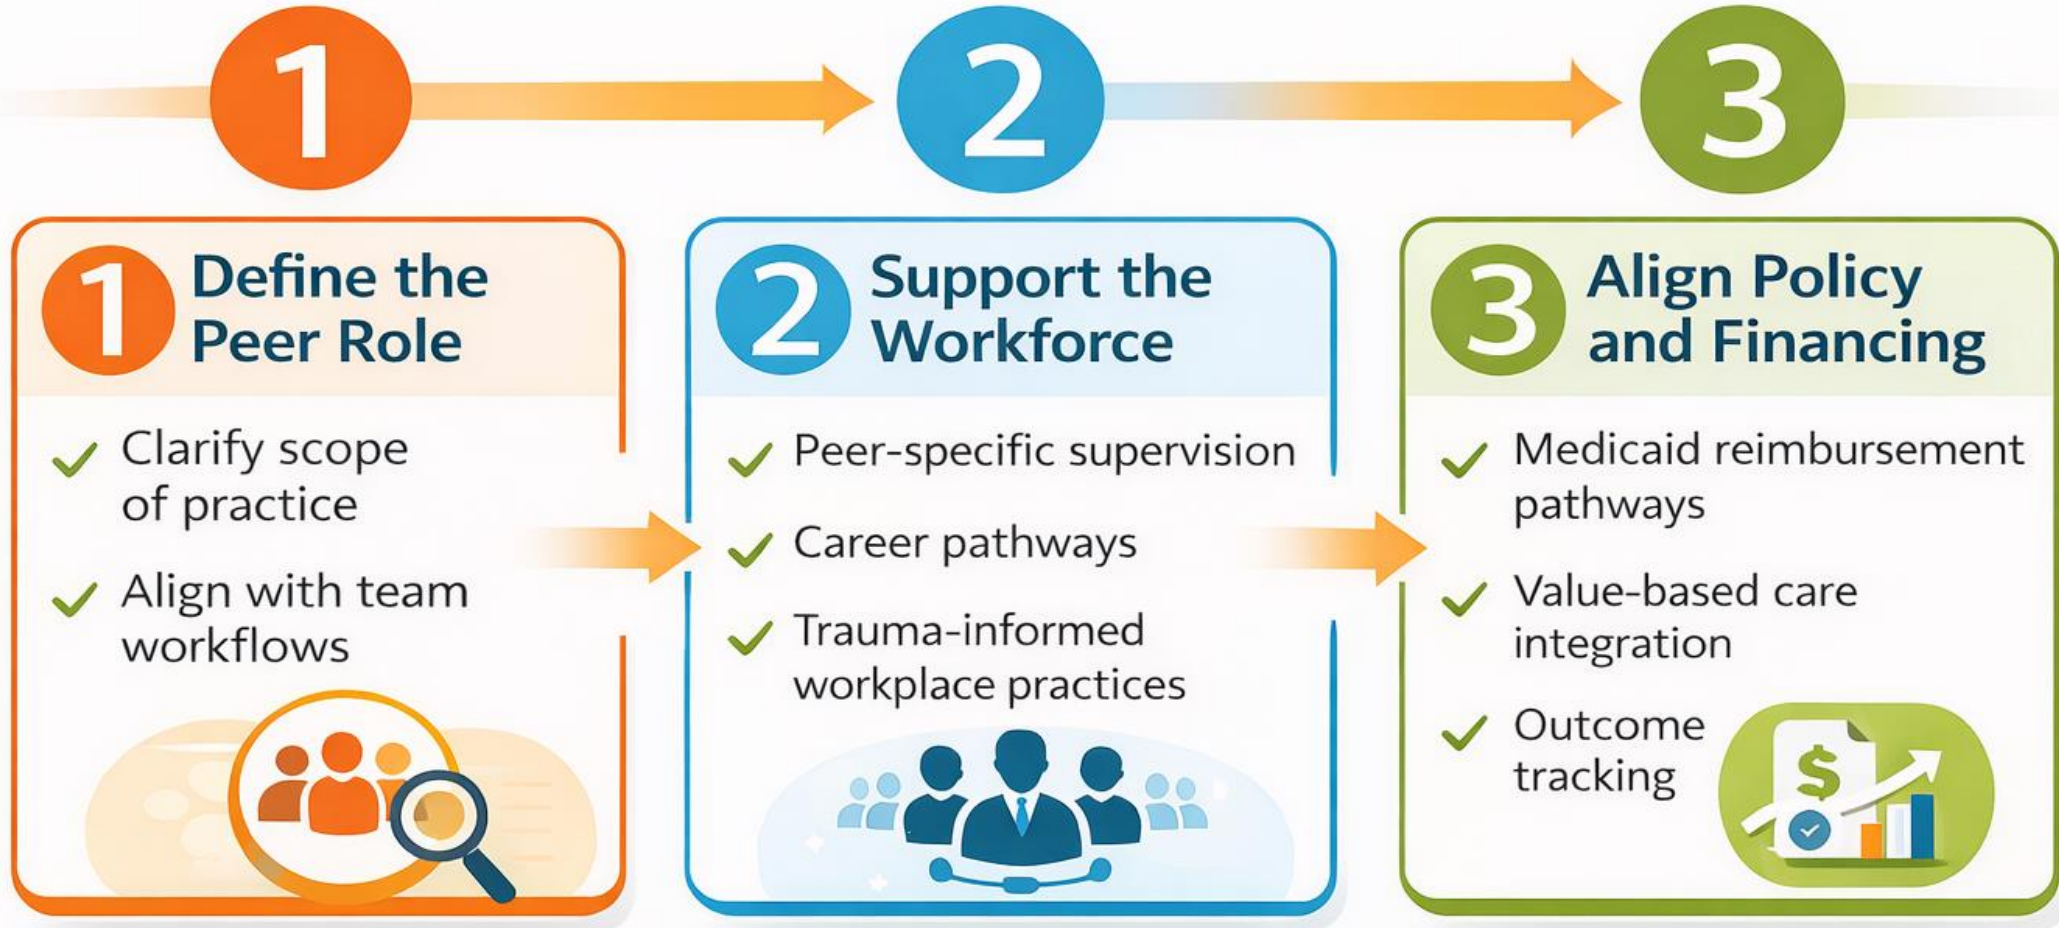 1
2
3
1
Define the
Peer Role
Clarify scope
of practice
Align with team
workflows
2
Support the
Workforce
Peer-specific supervision
Career pathways
Trauma-informed
workplace practices
3
Align Policy
and Financing
Medicaid reimbursement
pathways
Value-based care
integration
Outcome
tracking
$